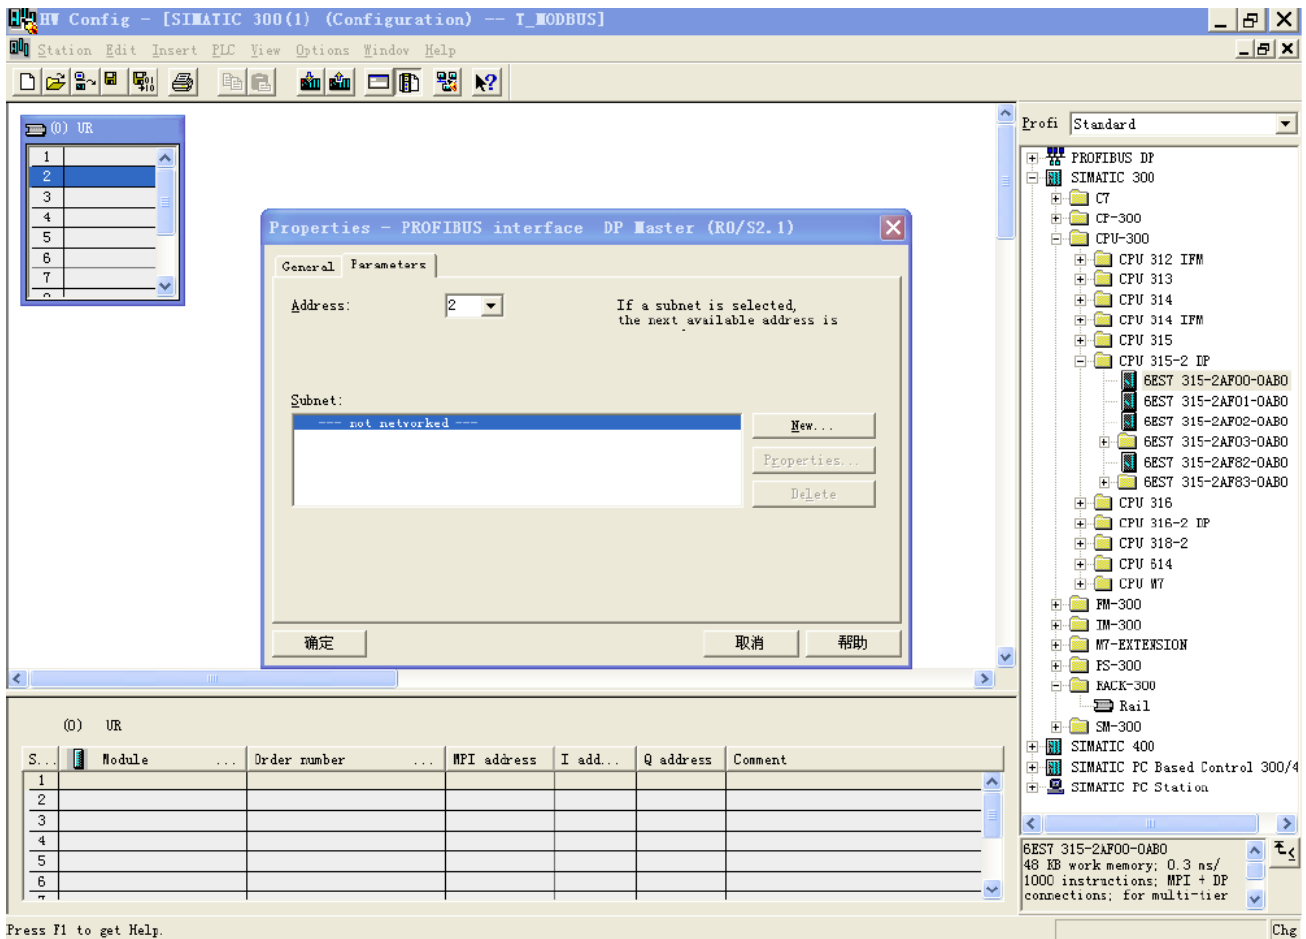 HW Config - [SIMATIC 300(1) (Configuration) -- T_MODBUS]
Station Edit Insert PLC View Options Window Help
(0) UR
1
2
3
4
5
6
7
Properties - PROFIBUS interface DP Master (R0/S2.1)
General Parameters
Address: 2
If a subnet is selected,
the next available address is
Subnet:
--- not networked ---
New...
Properties...
Delete
确定 取消 帮助
Profi Standard
PROFIBUS DP
SIMATIC 300
C7
CP-300
CPU-300
CPU 312 IFM
CPU 313
CPU 314
CPU 314 IFM
CPU 315
CPU 315-2 DP
6ES7 315-2AF00-0AB0
6ES7 315-2AF01-0AB0
6ES7 315-2AF02-0AB0
6ES7 315-2AF03-0AB0
6ES7 315-2AF82-0AB0
6ES7 315-2AF83-0AB0
CPU 316
CPU 316-2 DP
CPU 318-2
CPU 614
CPU M7
FM-300
IM-300
M7-EXTENSION
PS-300
RACK-300
Rail
SM-300
SIMATIC 400
SIMATIC PC Based Control 300/4
SIMATIC PC Station
6ES7 315-2AF00-0AB0
48 KB work memory; 0.3 ms/
1000 instructions; MPI + DP
connections; for multi-tier
(0) UR
S... Module ... Order number ... MPI address I add... Q address Comment
1
2
3
4
5
6
Press F1 to get Help.
Chg